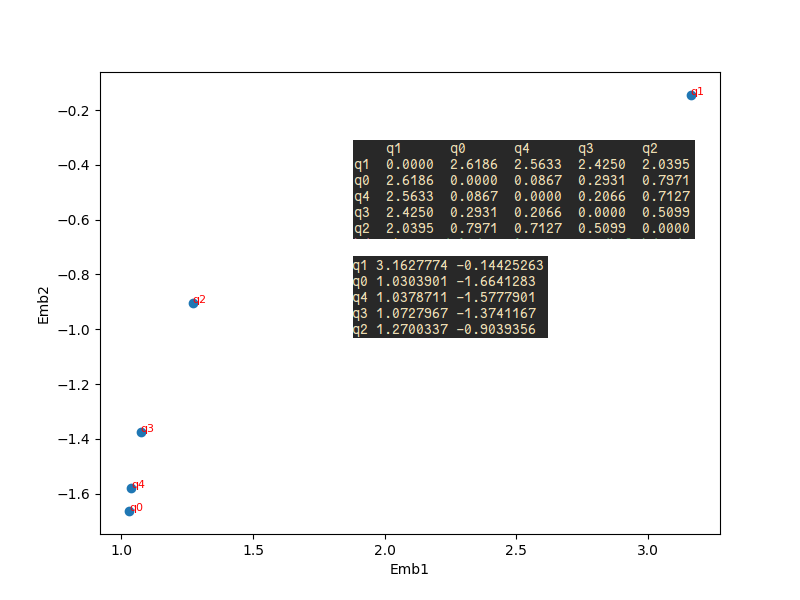 −0.2
−0.4
−0.6
−0.8
−1.0
−1.2
−1.4
−1.6
Emb2
1.0 1.5 2.0 2.5 3.0
Emb1
q1
q2
q3
q4
q0
q1 q0 q4 q3 q2
q1 0.0000 2.6186 2.5633 2.4250 2.0395
q0 2.6186 0.0000 0.0867 0.2931 0.7971
q4 2.5633 0.0867 0.0000 0.2066 0.7127
q3 2.4250 0.2931 0.2066 0.0000 0.5099
q2 2.0395 0.7971 0.7127 0.5099 0.0000
q1 3.1627774 -0.14425263
q0 1.0303901 -1.6641283
q4 1.0378711 -1.5777901
q3 1.0727967 -1.3741167
q2 1.2700337 -0.9039356